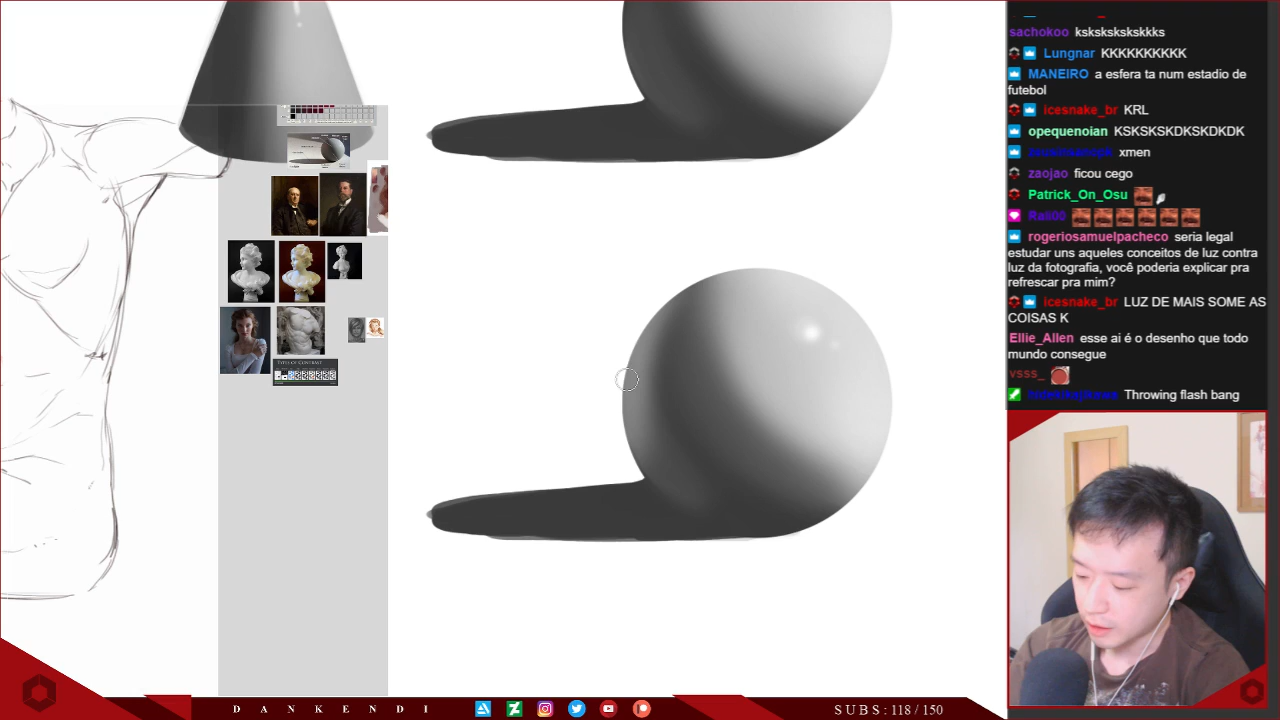 sachokoo ksksksksksksks
Lungnar KKKKKKKKKK
MANEIRO a esfera ta num estadio de
futebol
icesnake_br KRL
opequenoian KSKSKSKDKSKDKDK
xmen
zaojao ficou cego
Patrick_On_Osu
Rali00
rogeriosamuelpacheco seria legal
estudar uns aqueles conceitos de luz contra
luz da fotografia, você poderia explicar pra
refrescar pra mim?
icesnake_br LUZ DE MAIS SOME AS
COISAS K
Ellie_Allen esse ai é o desenho que todo
mundo consegue
vsss_
Throwing flash bang
DANKENDI
SUBS: 118 / 150